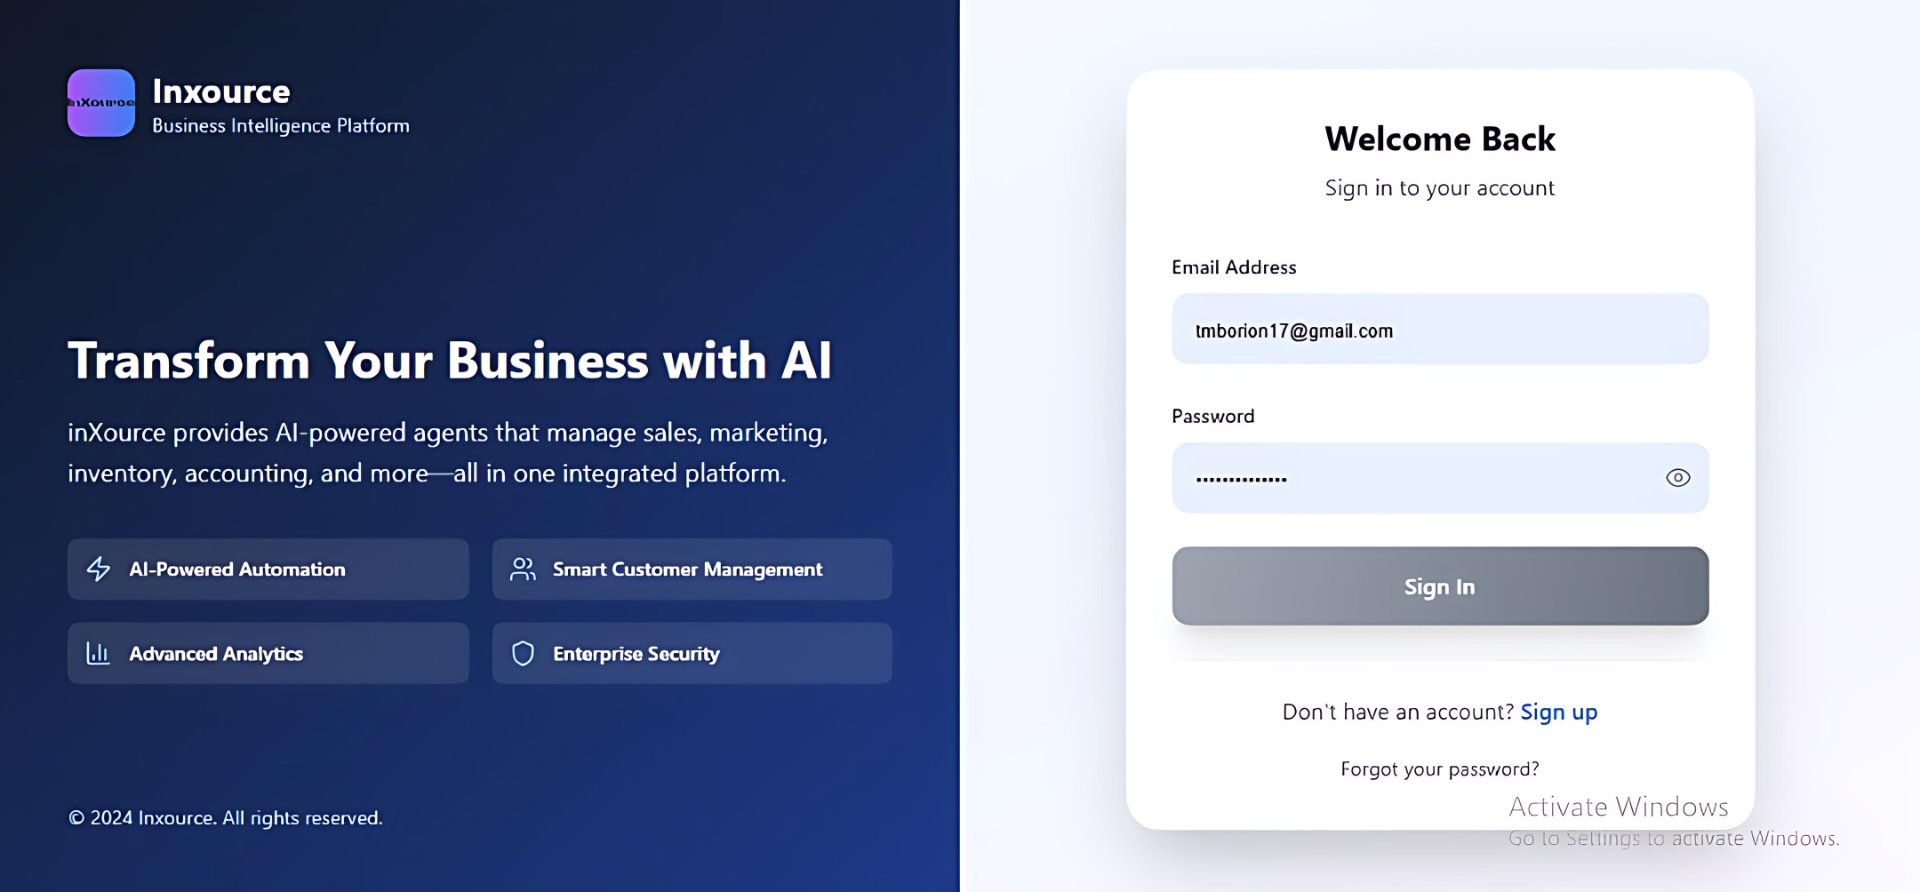 inXource
Inxource
Business Intelligence Platform
Transform Your Business with AI
inXource provides AI-powered agents that manage sales, marketing,
inventory, accounting, and more—all in one integrated platform.
AI-Powered Automation
Smart Customer Management
Advanced Analytics
Enterprise Security
© 2024 Inxource. All rights reserved.
Welcome Back
Sign in to your account
Email Address
tmborion17@gmail.com
Password
••••••••••••••
Sign In
Don't have an account? Sign up
Forgot your password?
Activate Windows
Go to Settings to activate Windows.